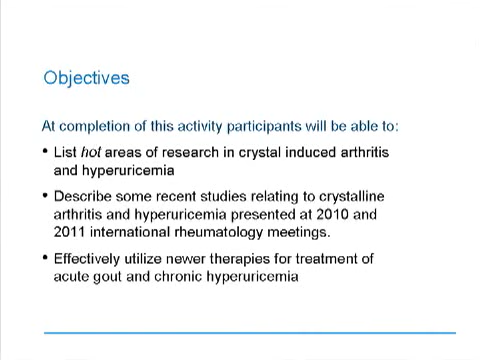 Objectives
At completion of this activity participants will be able to:
• List hot areas of research in crystal induced arthritis
and hyperuricemia
• Describe some recent studies relating to crystalline
arthritis and hyperuricemia presented at 2010 and
2011 international rheumatology meetings.
• Effectively utilize newer therapies for treatment of
acute gout and chronic hyperuricemia